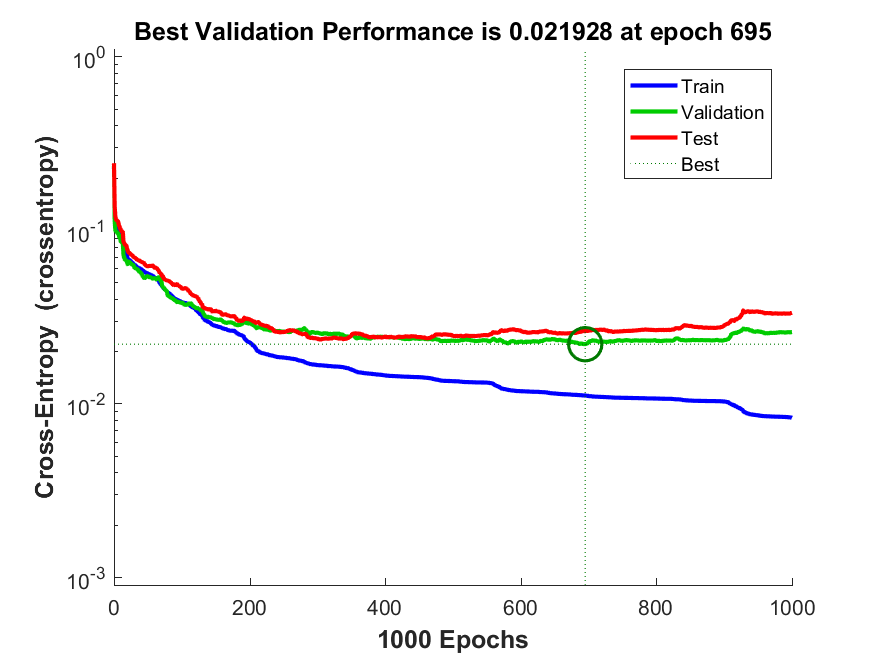 Best Validation Performance is 0.021928 at epoch 695
Cross-Entropy  (crossentropy)
10^0
10^-1
10^-2
10^-3
Train
Validation
Test
Best
0 200 400 600 800 1000
1000 Epochs